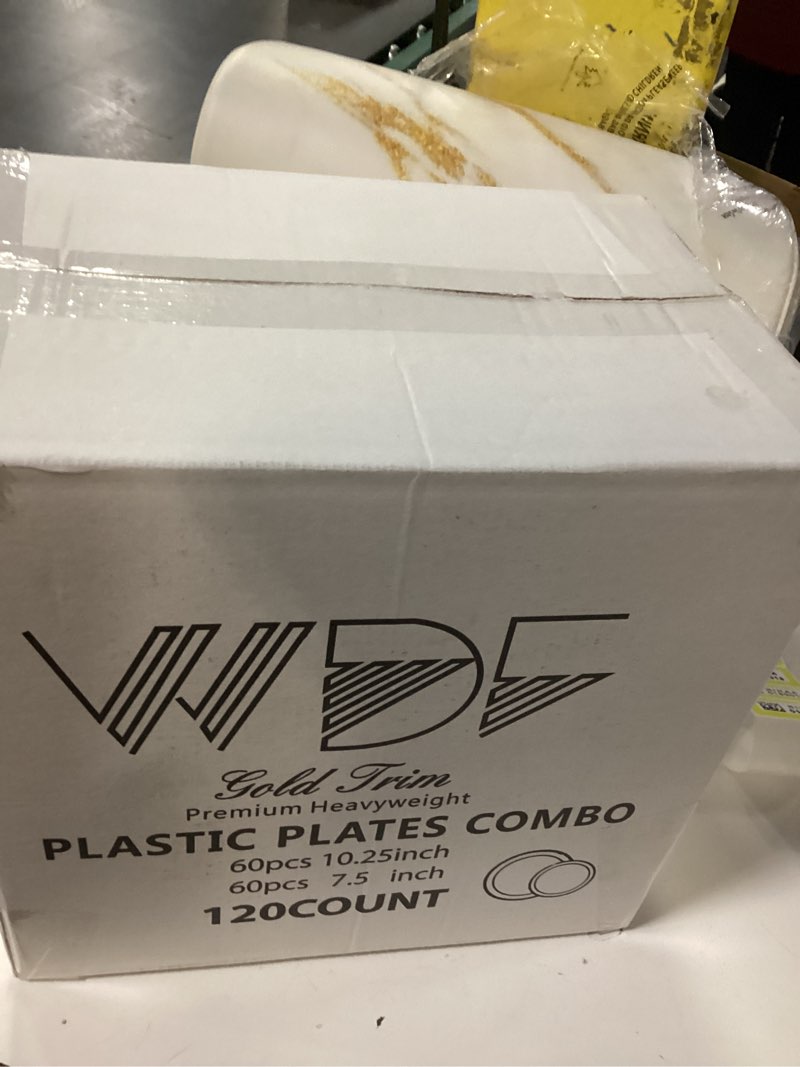 WDF
Gold Trim
Premium Heavyweight
PLASTIC PLATES COMBO
60pcs 10.25inch
60pcs 7.5 inch
120COUNT